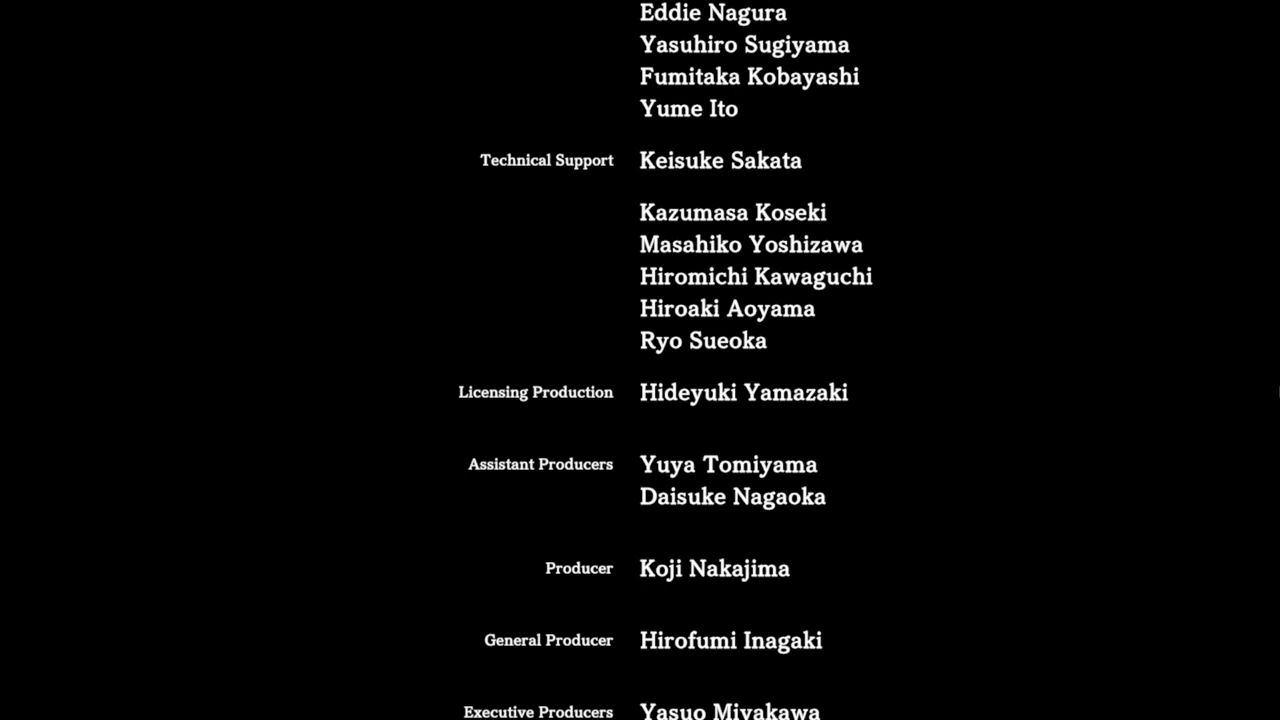 Eddie Nagura
Yasuhiro Sugiyama
Fumitaka Kobayashi
Yume Ito
Technical Support Keisuke Sakata
Kazumasa Koseki
Masahiko Yoshizawa
Hiromichi Kawaguchi
Hiroaki Aoyama
Ryo Sueoka
Licensing Production Hideyuki Yamazaki
Assistant Producers Yuya Tomiyama
Daisuke Nagaoka
Producer Koji Nakajima
General Producer Hirofumi Inagaki
Executive Producers Yasuo Miyakawa